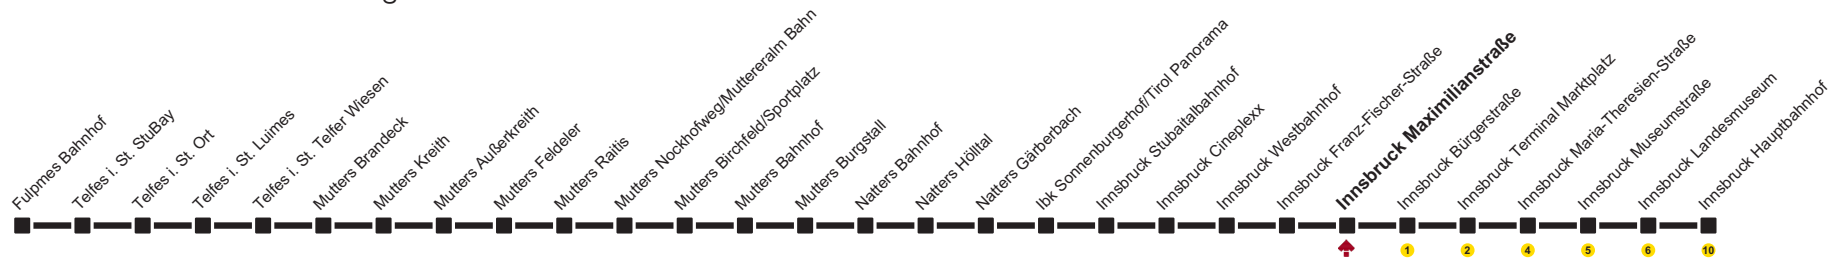 Fulpmes Bahnhof
Telfes i. St. StuBay
Telfes i. St. Ort
Telfes i. St. Luimes
Telfes i. St. Telfer Wiesen
Mutters Brandeck
Mutters Kreith
Mutters Außerkreith
Mutters Feldeler
Mutters Raitis
Mutters Nockhofweg/Muttereralm Bahn
Mutters Birchfeld/Sportplatz
Mutters Bahnhof
Mutters Burgstall
Natters Bahnhof
Natters Hölltal
Natters Gärberbach
Ibk Sonnenburgerhof/Tirol Panorama
Innsbruck Stubaitalbahnhof
Innsbruck Cineplexx
Innsbruck Westbahnhof
Innsbruck Franz-Fischer-Straße
Innsbruck Maximilianstraße
Innsbruck Bürgerstraße
Innsbruck Terminal Marktplatz
Innsbruck Maria-Theresien-Straße
Innsbruck Museumstraße
Innsbruck Landesmuseum
Innsbruck Hauptbahnhof
1 2 4 5 6 10